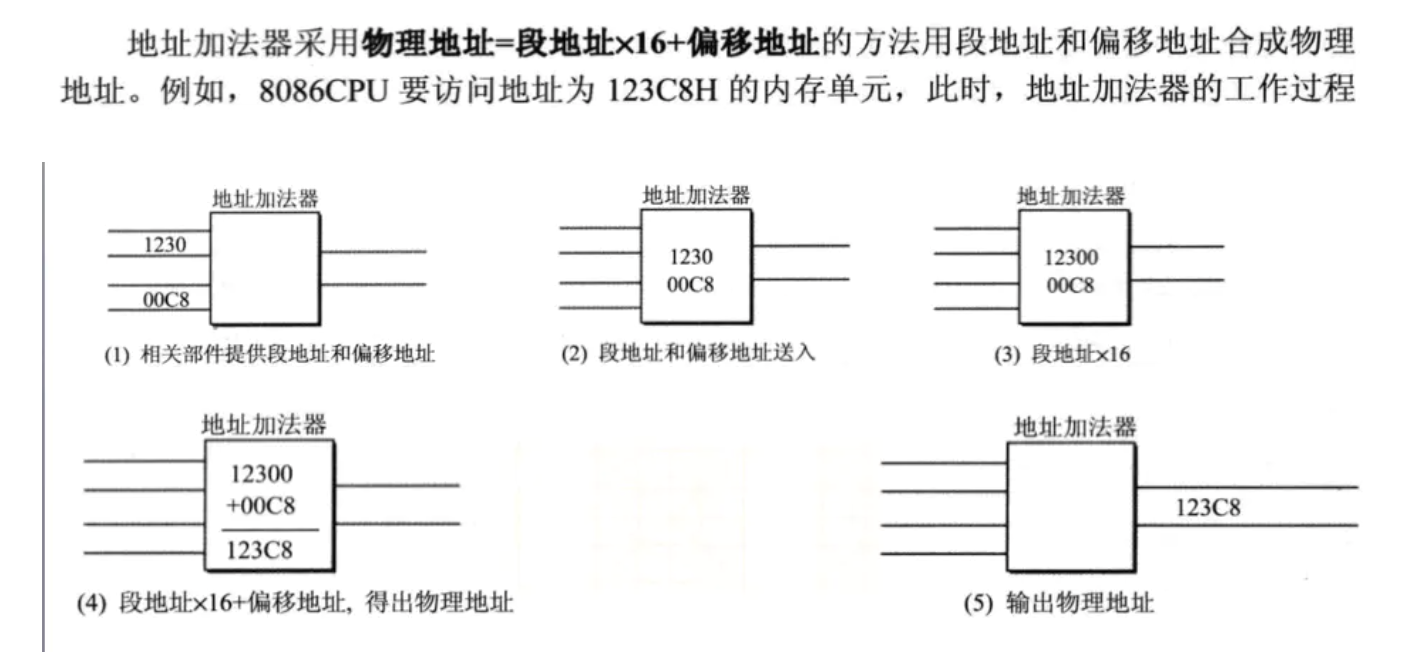 地址加法器采用物理地址=段地址×16+偏移地址的方法用段地址和偏移地址合成物理
地址。例如，8086CPU 要访问地址为 123C8H 的内存单元，此时，地址加法器的工作过程
地址加法器
1230
00C8
(1) 相关部件提供段地址和偏移地址
地址加法器
1230
00C8
(2) 段地址和偏移地址送入
地址加法器
12300
00C8
(3) 段地址×16
地址加法器
12300
+00C8
123C8
(4) 段地址×16+偏移地址, 得出物理地址
地址加法器
123C8
(5) 输出物理地址